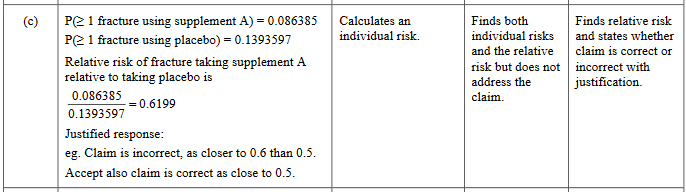 (c)
P(≥ 1 fracture using supplement A) = 0.086385
P(≥ 1 fracture using placebo) = 0.1393597
Relative risk of fracture taking supplement A
relative to taking placebo is
0.086385
0.1393597
= 0.6199
Justified response:
eg. Claim is incorrect, as closer to 0.6 than 0.5.
Accept also claim is correct as close to 0.5.
Calculates an
individual risk.
Finds both
individual risks
and the relative
risk but does not
address the
claim.
Finds relative risk
and states whether
claim is correct or
incorrect with
justification.